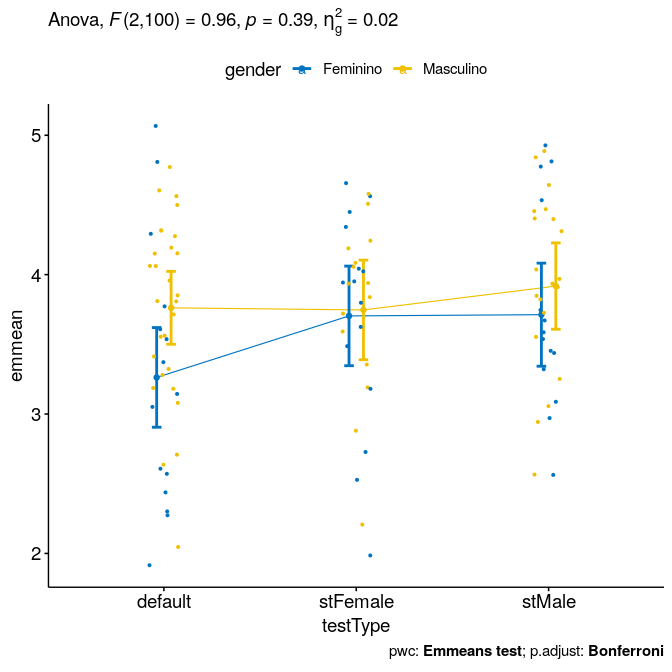 Anova, F(2,100) = 0.96, p = 0.39, η²g = 0.02
gender a Feminino a Masculino
5
4
3
2
emmean
default stFemale stMale
testType
pwc: Emmeans test; p.adjust: Bonferroni